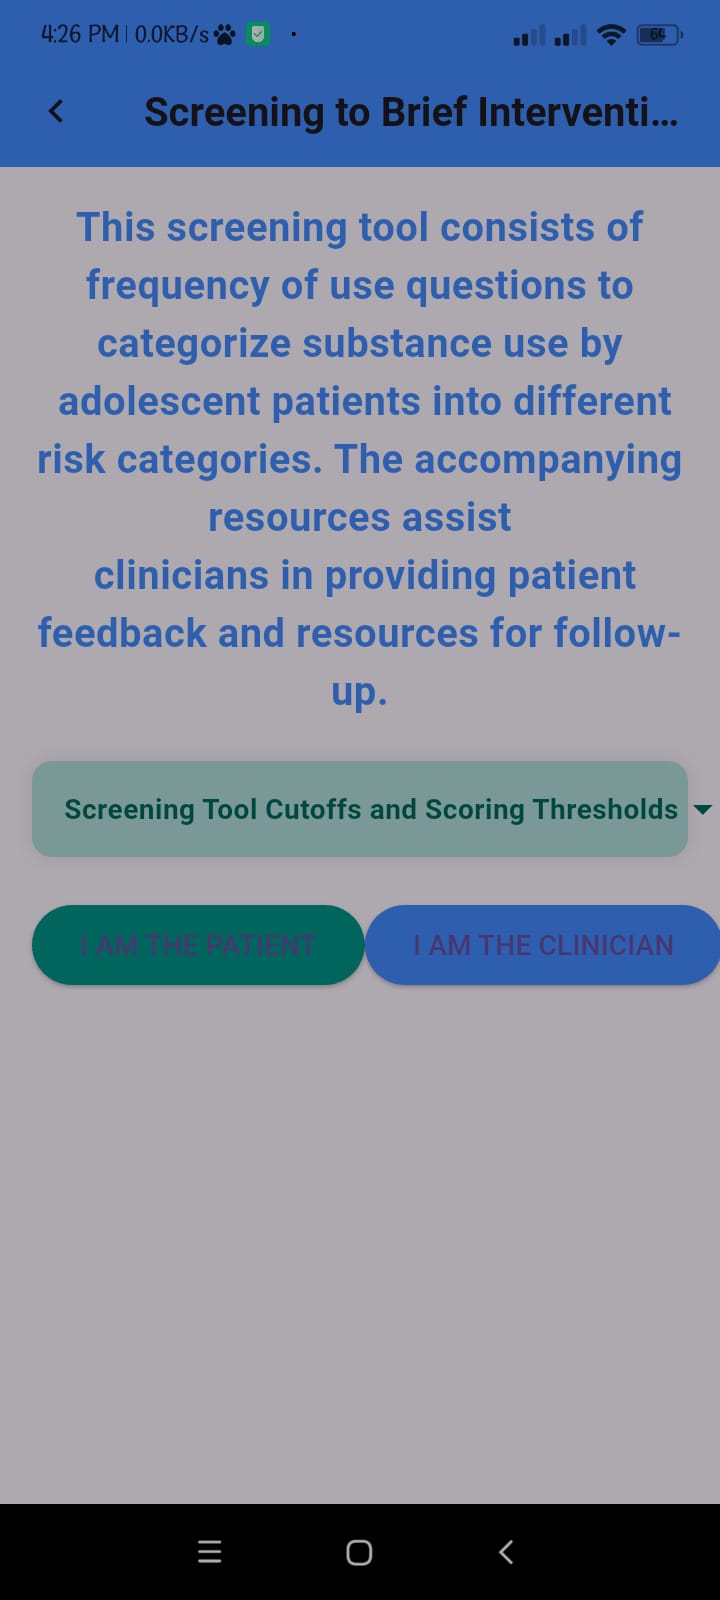 4:26 PM | 0.0KB/s
64
Screening to Brief Interventi...
This screening tool consists of
frequency of use questions to
categorize substance use by
adolescent patients into different
risk categories. The accompanying
resources assist
clinicians in providing patient
feedback and resources for follow-
up.
Screening Tool Cutoffs and Scoring Thresholds
I AM THE PATIENT
I AM THE CLINICIAN